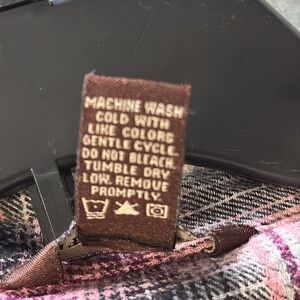 MACHINE WASH
COLD WITH
LIKE COLORS
GENTLE CYCLE.
DO NOT BLEACH.
TUMBLE DRY
LOW. REMOVE
PROMPTLY.